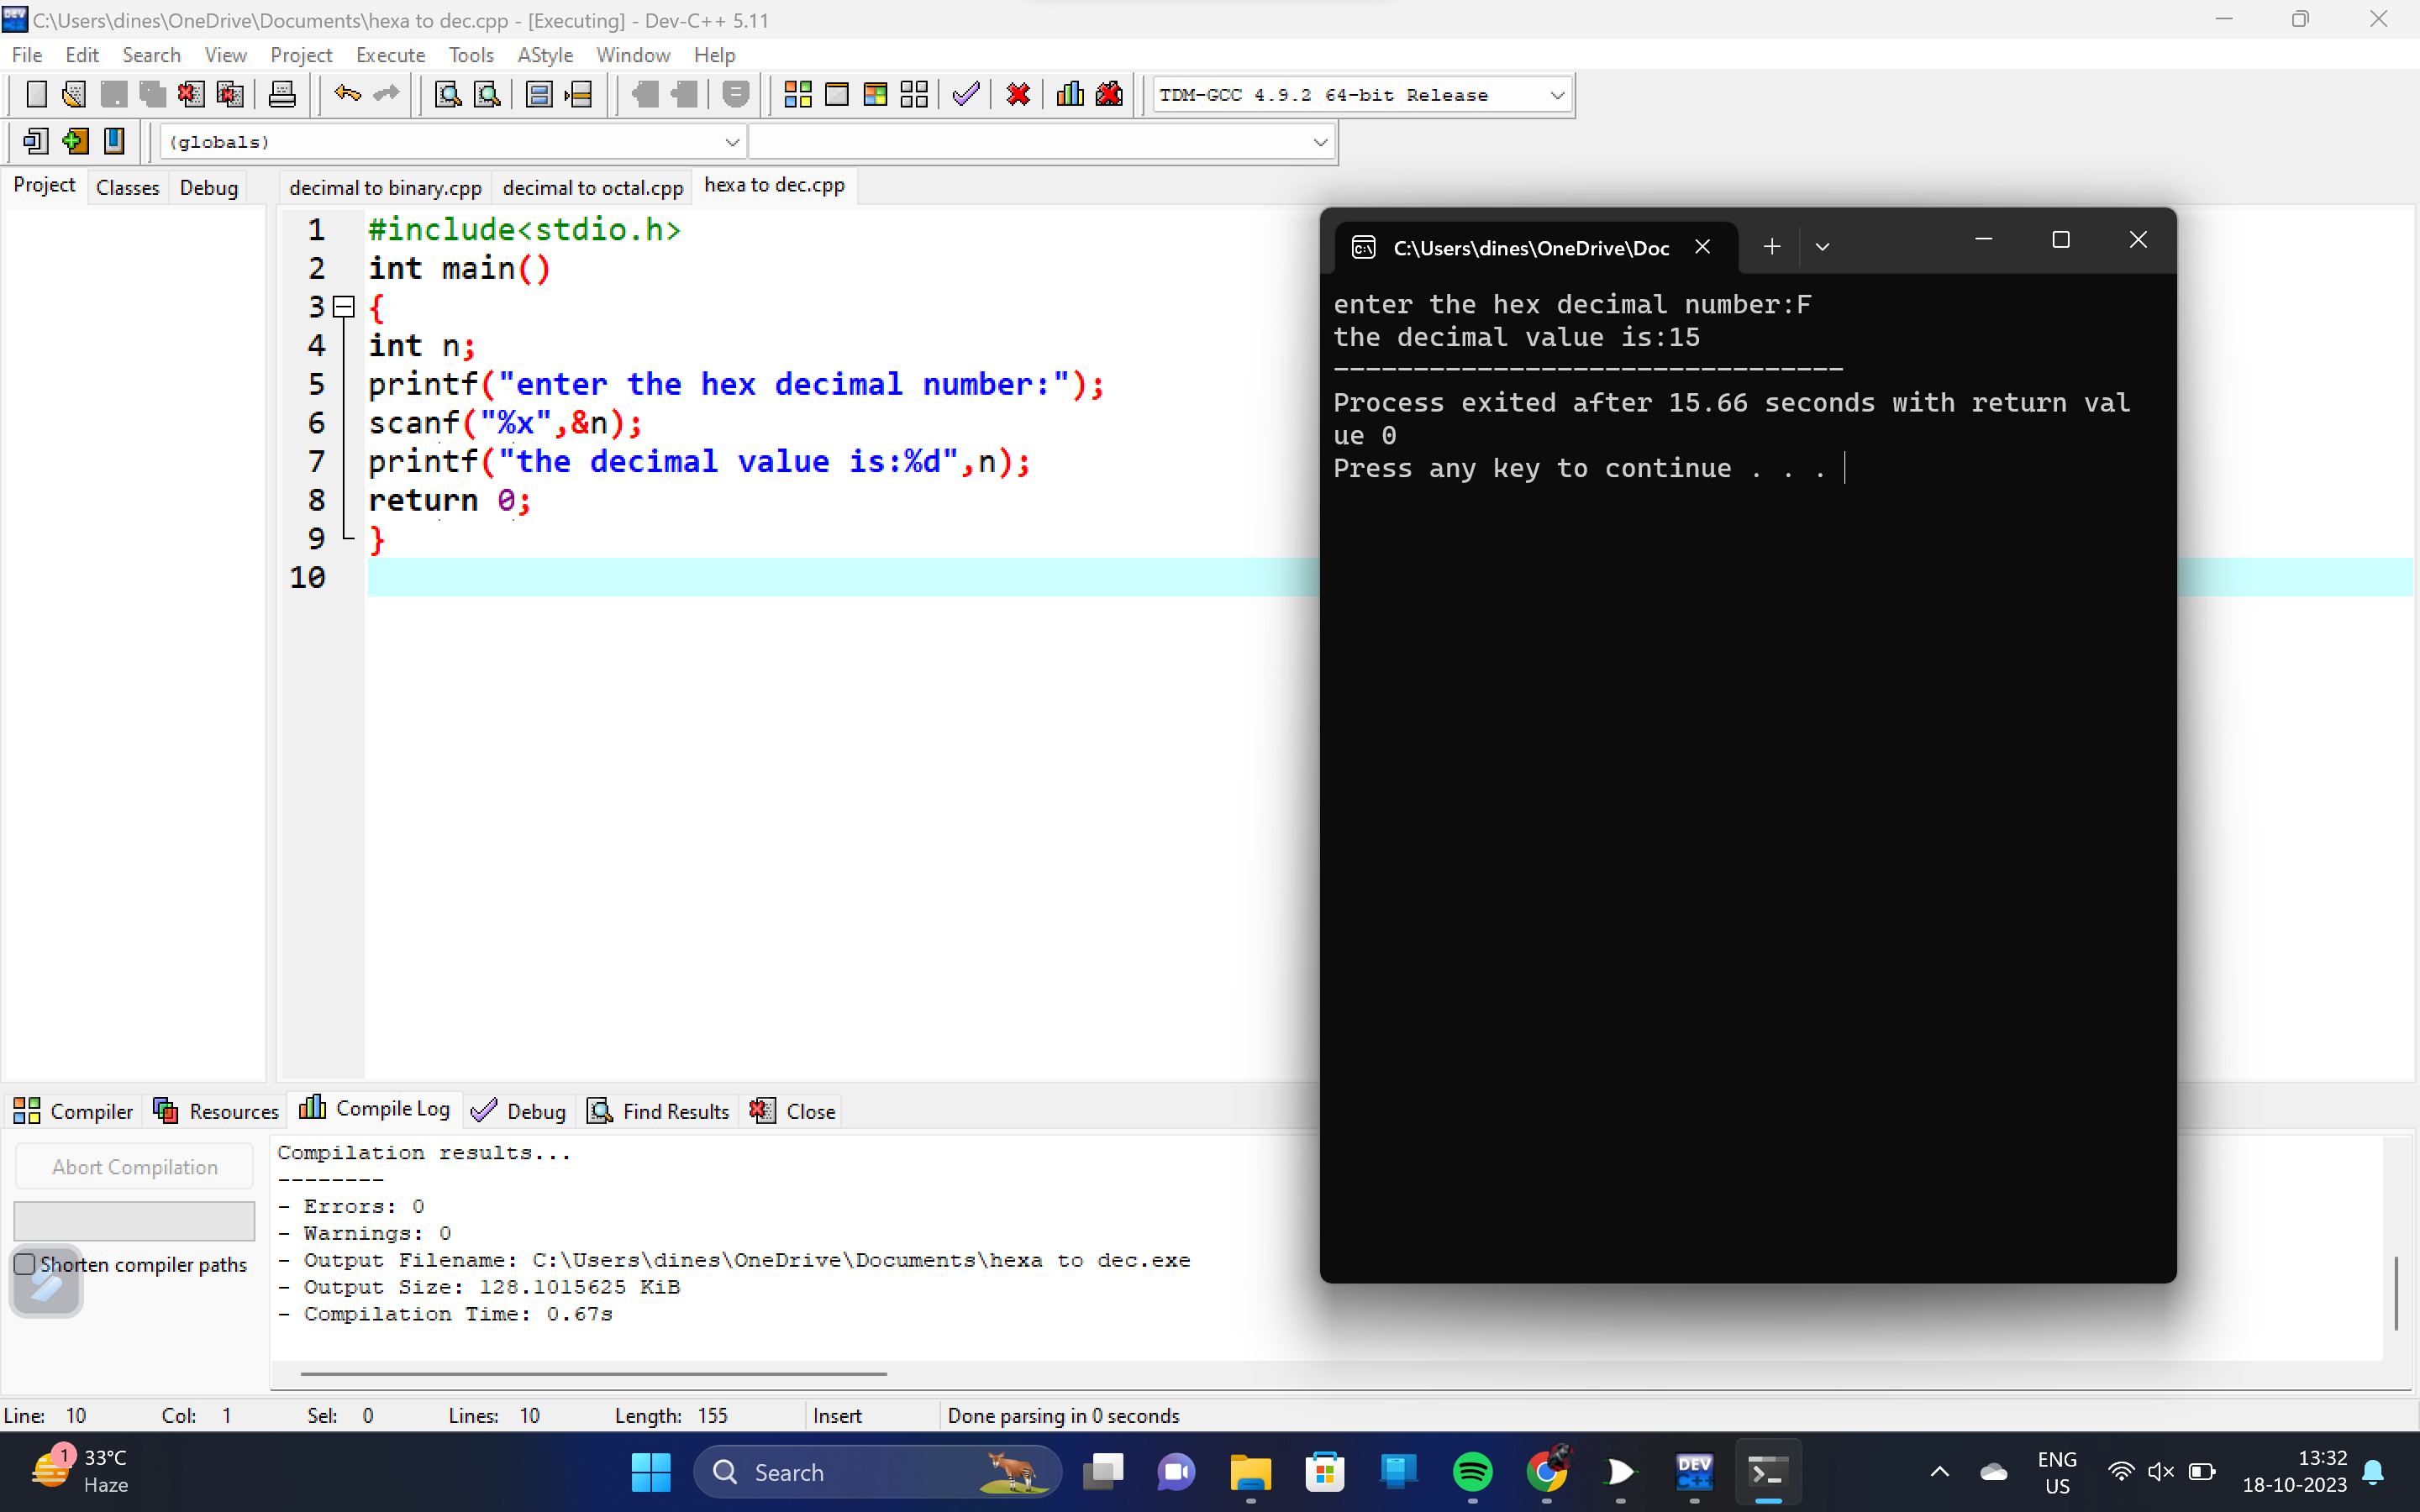 C:\Users\dines\OneDrive\Documents\hexa to dec.cpp - [Executing] - Dev-C++ 5.11
File Edit Search View Project Execute Tools AStyle Window Help
TDM-GCC 4.9.2 64-bit Release
(globals)
Project Classes Debug
decimal to binary.cpp decimal to octal.cpp hexa to dec.cpp
1 #include<stdio.h>
2 int main()
3 {
4 int n;
5 printf("enter the hex decimal number:");
6 scanf("%x",&n);
7 printf("the decimal value is:%d",n);
8 return 0;
9 }
10
C:\Users\dines\OneDrive\Doc
enter the hex decimal number:F
the decimal value is:15
--------------------------------
Process exited after 15.66 seconds with return val
ue 0
Press any key to continue . . .
Compiler Resources Compile Log Debug Find Results Close
Abort Compilation
Shorten compiler paths
Compilation results...
--------
- Errors: 0
- Warnings: 0
- Output Filename: C:\Users\dines\OneDrive\Documents\hexa to dec.exe
- Output Size: 128.1015625 KiB
- Compilation Time: 0.67s
Line: 10 Col: 1 Sel: 0 Lines: 10 Length: 155 Insert Done parsing in 0 seconds
1
33°C
Haze
Search
DEV
C++
ENG
US
13:32
18-10-2023